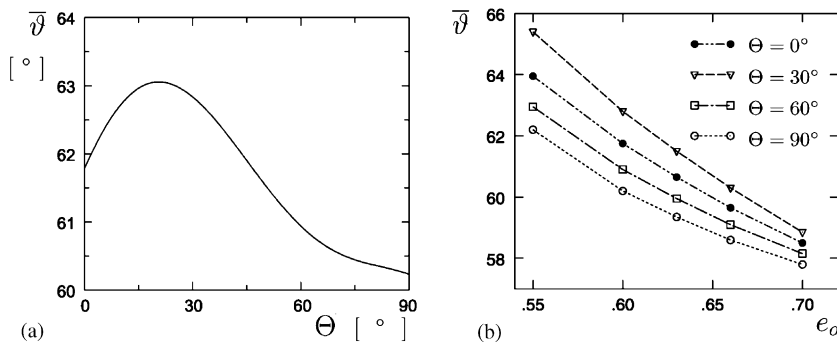 ϑ̅
[ ° ]
64
63
62
61
60
0
30
60
90
Θ [ ° ]
(a)
ϑ̅
66
64
62
60
58
.55
.60
.65
.70
e₀
Θ = 0°
Θ = 30°
Θ = 60°
Θ = 90°
(b)